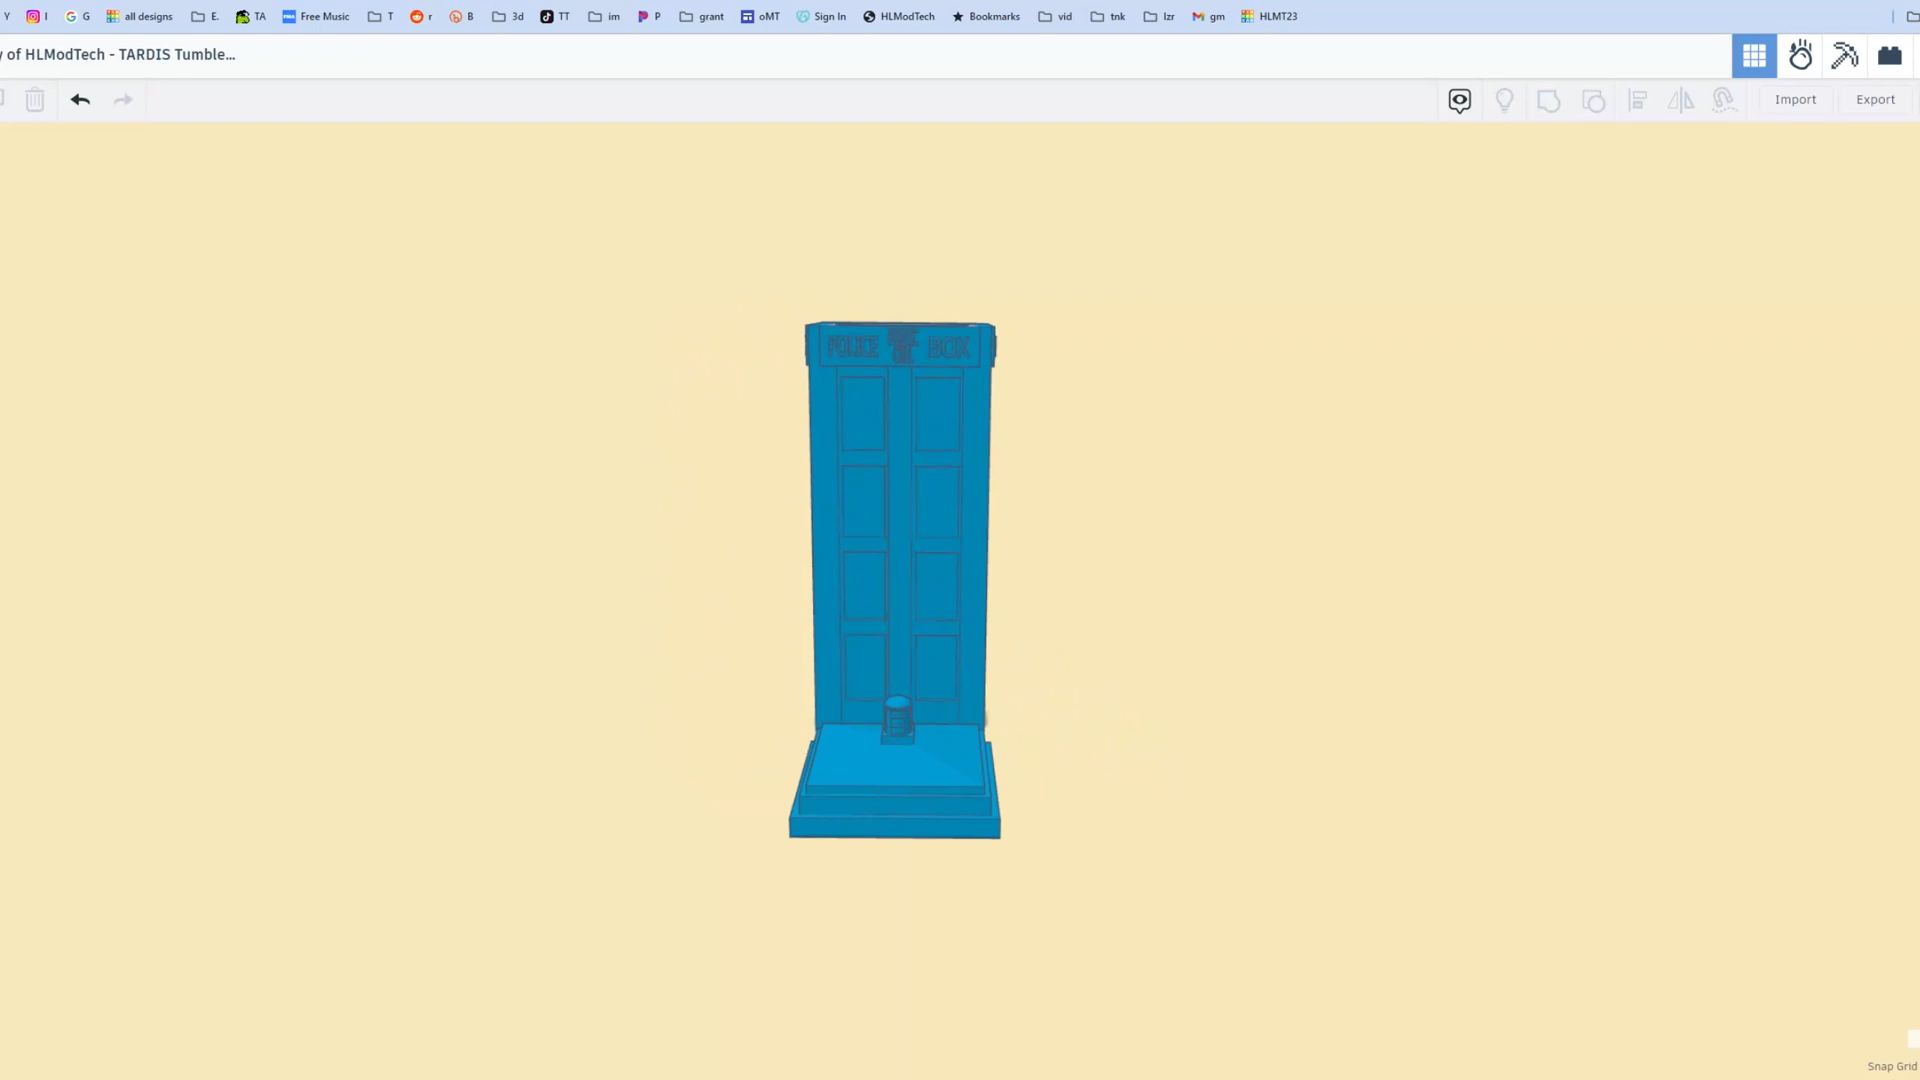 Y I G all designs E. TA Free Music T r B 3d TT im P grant oMT Sign In HLModTech Bookmarks vid tnk lzr gm HLMT23
y of HLModTech - TARDIS Tumble...
Import Export
POLICE BOX
Snap Grid